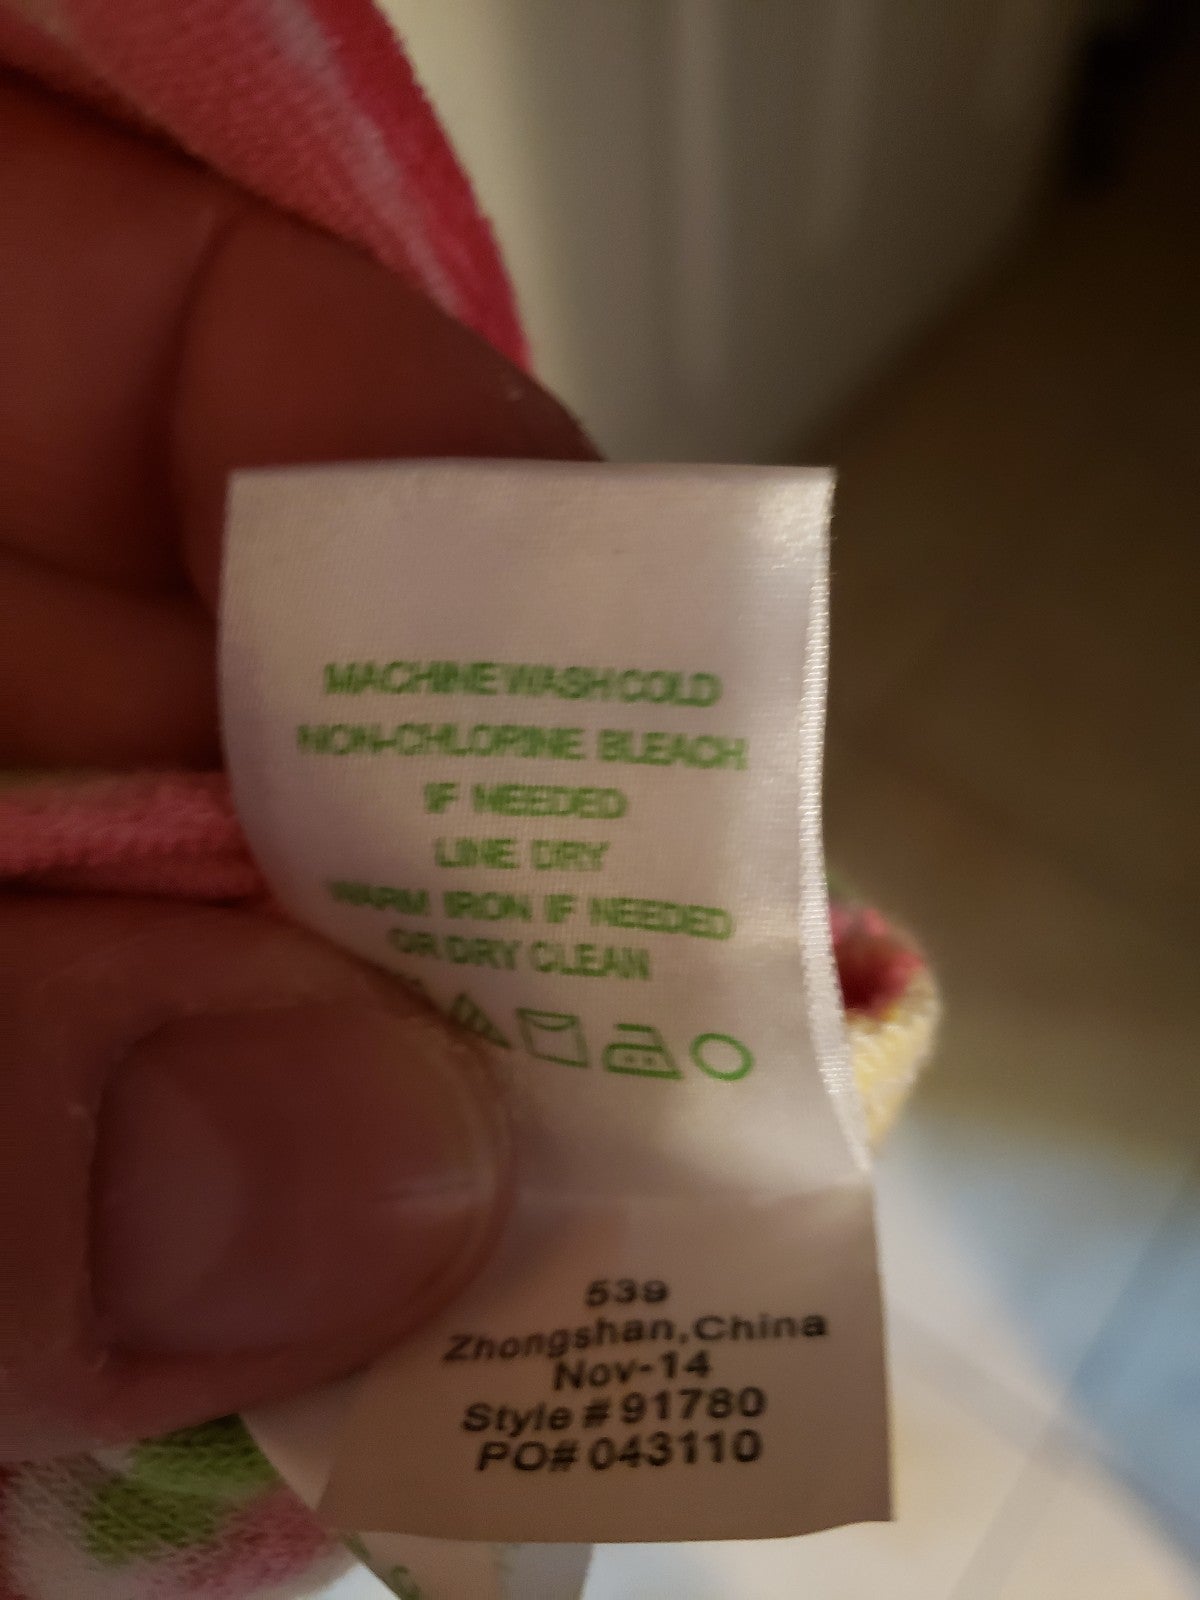 MACHINE WASH COLD
NON-CHLORINE BLEACH
IF NEEDED
LINE DRY
WARM IRON IF NEEDED
OR DRY CLEAN
539
Zhongshan,China
Nov-14
Style # 91780
PO# 043110